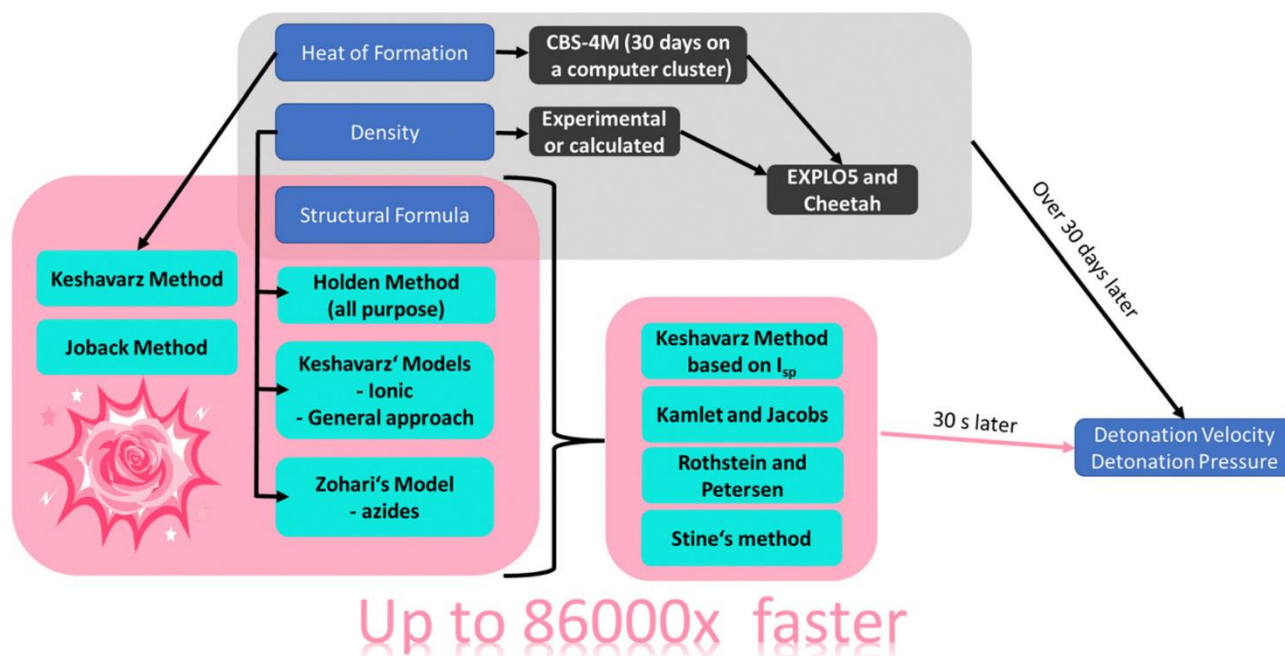 Heat of Formation
CBS-4M (30 days on
a computer cluster)
Density
Experimental
or calculated
EXPLO5 and
Cheetah
Structural Formula
Over 30 days later
Keshavarz Method
Joback Method
Holden Method
(all purpose)
Keshavarz‘ Models
- Ionic
- General approach
Zohari‘s Model
- azides
Keshavarz Method
based on Isp
Kamlet and Jacobs
Rothstein and
Petersen
Stine‘s method
30 s later
Detonation Velocity
Detonation Pressure
Up to 86000x faster